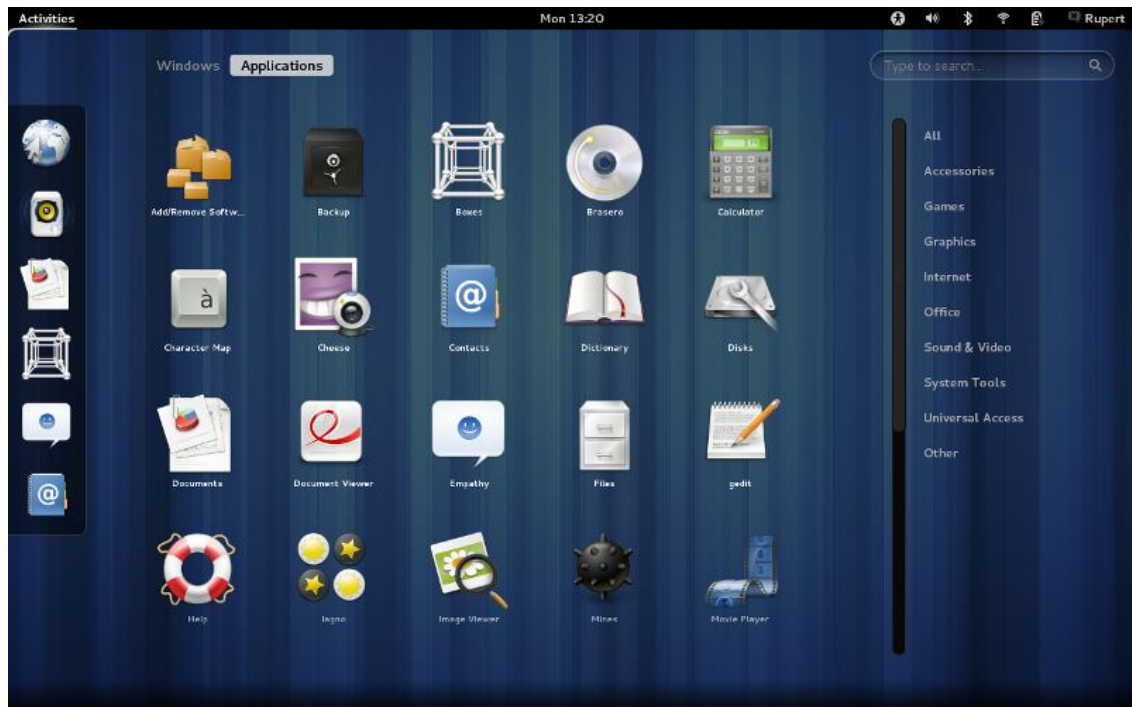 Activities Mon 13:20 Rupert
Windows Applications Type to search...
Add/Remove Softw... Backup Boxes Brasero Calculator
Character Map Cheese Contacts Dictionary Disks
Documents Document Viewer Empathy Files gedit
Help Iagno Image Viewer Mines Movie Player
à
@
@
All
Accessories
Games
Graphics
Internet
Office
Sound & Video
System Tools
Universal Access
Other